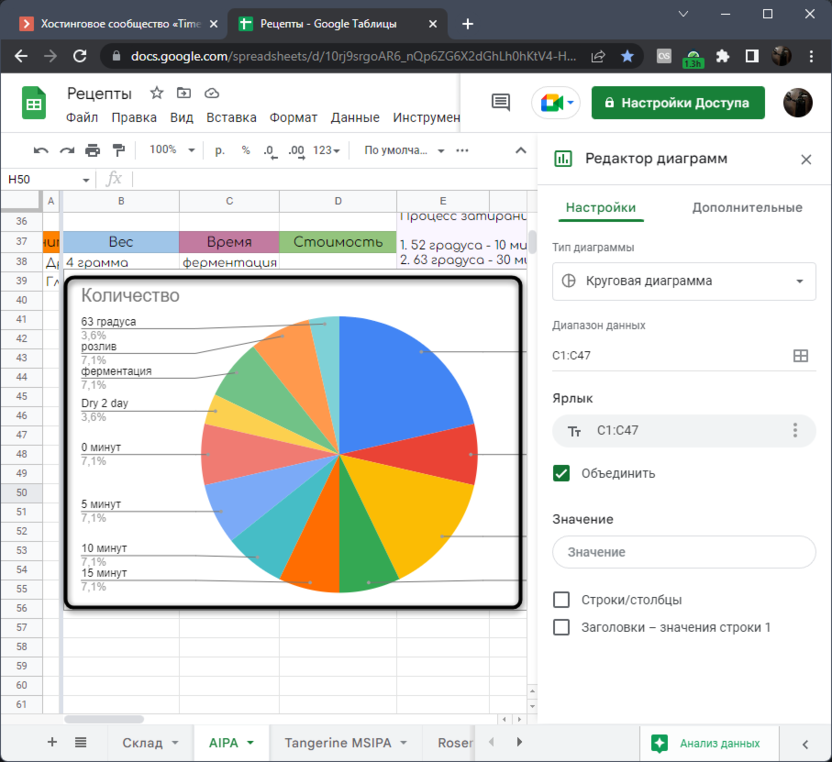 Хостинговое сообщество «Time
Рецепты - Google Таблицы
docs.google.com/spreadsheets/d/10rj9srgoAR6_nQp6ZG6X2dGhLh0hKtV4-H...
OS
1.3h
Рецепты
Файл Правка Вид Вставка Формат Данные Инструмен
Настройки Доступа
100% р. % .0 .00 123 По умолча...
H50 fx
A B C D E
36 Процесс затирани
37 Вес Время Стоимость 1. 52 градуса - 10 ми
38 4 грамма ферментация 2. 63 градуса - 30 ми
39
40
41
42
43
44
45
46
47
48
49
50
51
52
53
54
55
56
57
58
59
60
61
Количество
63 градуса
3,6%
розлив
7,1%
ферментация
7,1%
Dry 2 day
3,6%
0 минут
7,1%
5 минут
7,1%
10 минут
7,1%
15 минут
7,1%
Редактор диаграмм
Настройки Дополнительные
Тип диаграммы
Круговая диаграмма
Диапазон данных
C1:C47
Ярлык
Тт C1:C47
Объединить
Значение
Значение
Строки/столбцы
Заголовки – значения строки 1
Склад AIPA Tangerine MSIPA Roser
Анализ данных